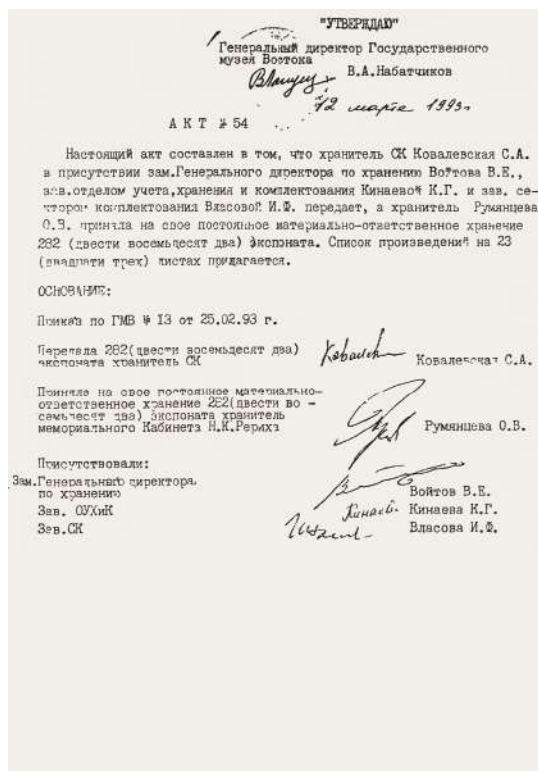 "УТВЕРЖДАЮ"
Генеральный директор Государственного
музея Востока
В.А.Набатчиков
12 марта 1993г
А К Т № 54
Настоящий акт составлен в том, что хранитель СК Ковалевская С.А.
в присутствии зам.Генерального директора по хранению Войтова В.Е.,
зав.отделом учета,хранения и комплектования Кинаевой К.Г. и зав. се-
ктором комплектования Власовой И.Ф. передает, а хранитель Румянцева
О.В. приняла на свое постоянное материально-ответственное хранение
282 (двести восемьдесят два) экспоната. Список произведений на 23
(двадцати трех) листах прилагается.
ОСНОВАНИЕ:
Приказ по ГМВ № 13 от 25.02.93 г.
Передала 282(двести восемьдесят два)
экспоната хранитель СК
Ковалевская С.А.
Приняла на свое постоянное материально-
ответственное хранение 282(двести во -
семьдесят два) экспоната хранитель
мемориального Кабинета Н.К.Рериха
Румянцева О.В.
Присутствовали:
Зам.Генерального директора
по хранению
Войтов В.Е.
Зав. ОУХиК
Кинаева К.Г.
Зав.СК
Власова И.Ф.